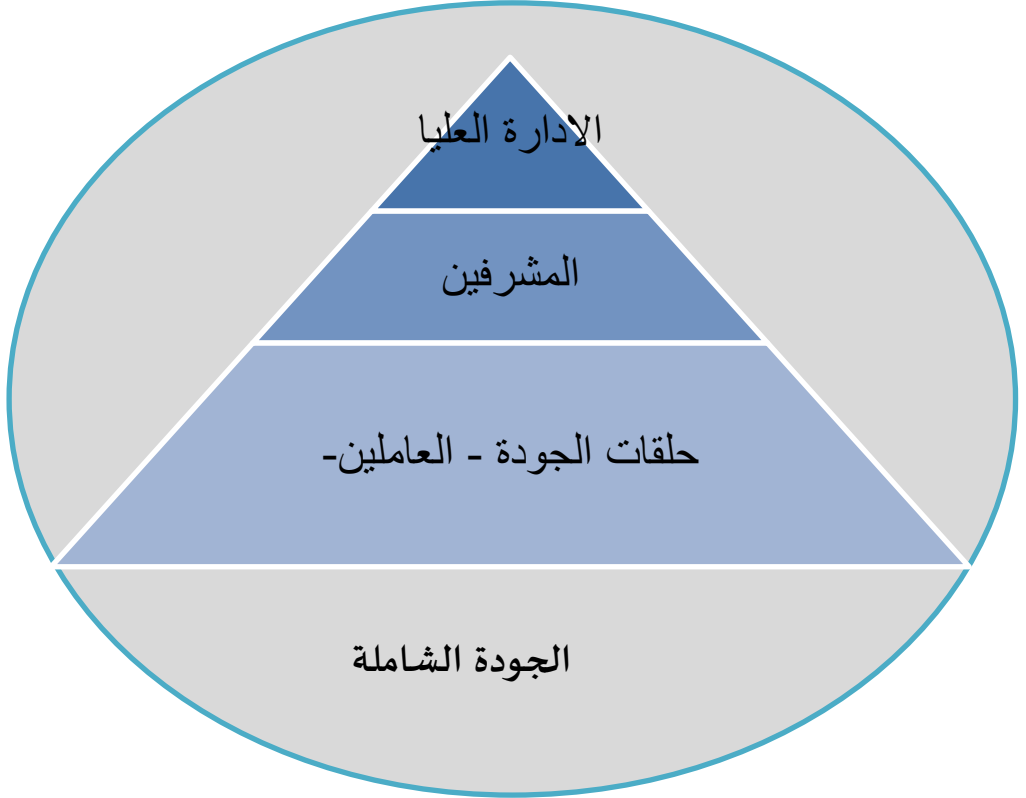 الادارة العليا
المشرفين
حلقات الجودة - العاملين-
الجودة الشاملة